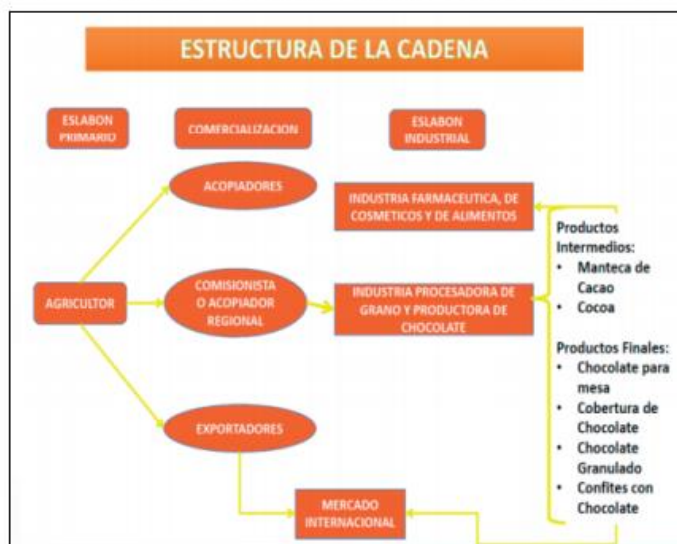 ESTRUCTURA DE LA CADENA
ESLABON
PRIMARIO
COMERCIALIZACION
ESLABON
INDUSTRIAL
ACOPIADORES
INDUSTRIA FARMACEUTICA, DE
COSMETICOS Y DE ALIMENTOS
AGRICULTOR
COMISIONISTA
O ACOPIADOR
REGIONAL
INDUSTRIA PROCESADORA DE
GRANO Y PRODUCTORA DE
CHOCOLATE
EXPORTADORES
MERCADO
INTERNACIONAL
Productos
Intermedios:
• Manteca de
Cacao
• Cocoa
Productos Finales:
• Chocolate para
mesa
• Cobertura de
Chocolate
• Chocolate
Granulado
• Confites con
Chocolate